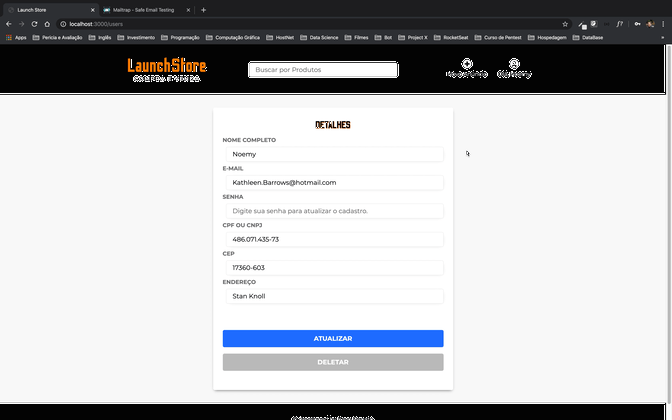 Launch Store
Mailtrap - Safe Email Testing
localhost:3000/users
Apps Perícia e Avaliação Inglês Investimento Programação Computação Gráfica HostNet Data Science Filmes Bot Project X RocketSeat Curso de Pentest Hospedagem DataBase
LaunchStore
Buscar por Produtos
DETALHES
NOME COMPLETO
Noemy
E-MAIL
Kathleen.Barrows@hotmail.com
SENHA
Digite sua senha para atualizar o cadastro.
CPF OU CNPJ
486.071.435-73
CEP
17360-603
ENDEREÇO
Stan Knoll
ATUALIZAR
DELETAR